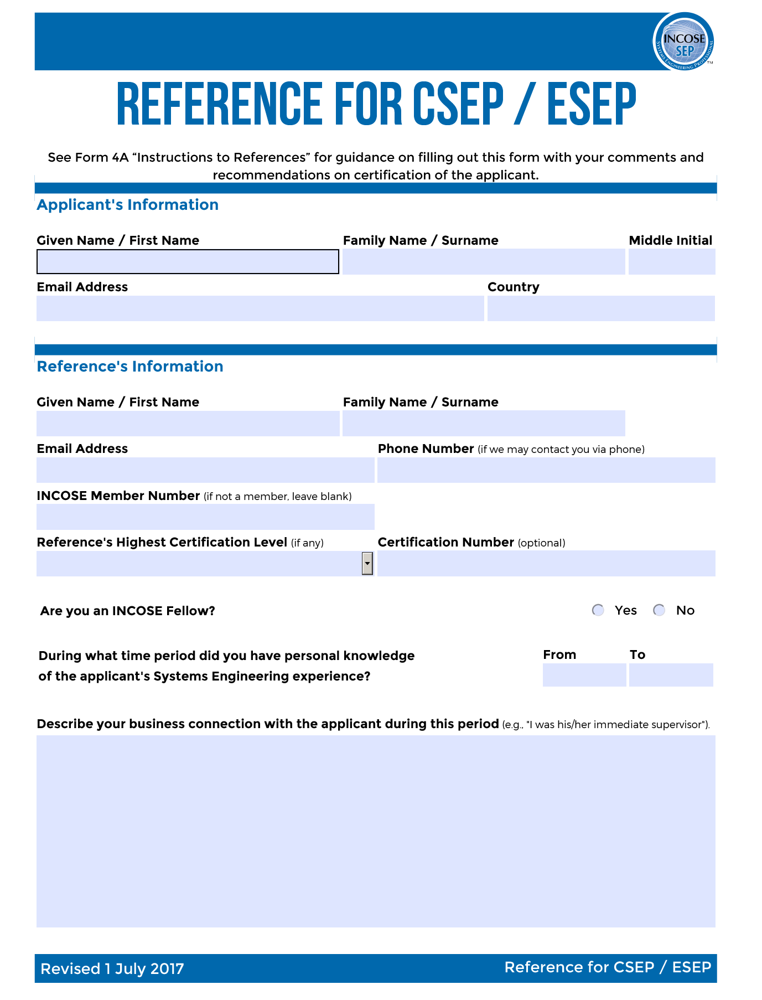 INCOSE
SEP
SYSTEMS ENGINEERING PROFESSIONAL
™
REFERENCE FOR CSEP / ESEP
See Form 4A “Instructions to References” for guidance on filling out this form with your comments and
recommendations on certification of the applicant.
Applicant's Information
Given Name / First Name Family Name / Surname Middle Initial
Email Address Country
Reference's Information
Given Name / First Name Family Name / Surname
Email Address Phone Number (if we may contact you via phone)
INCOSE Member Number (if not a member, leave blank)
Reference's Highest Certification Level (if any) Certification Number (optional)
Are you an INCOSE Fellow? Yes No
During what time period did you have personal knowledge From To
of the applicant's Systems Engineering experience?
Describe your business connection with the applicant during this period (e.g., "I was his/her immediate supervisor").
Revised 1 July 2017 Reference for CSEP / ESEP